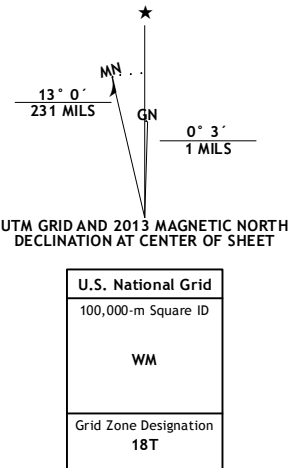 ★
MN
13° 0´
231 MILS
GN
0° 3´
1 MILS
UTM GRID AND 2013 MAGNETIC NORTH
DECLINATION AT CENTER OF SHEET
U.S. National Grid
100,000-m Square ID
WM
Grid Zone Designation
18T